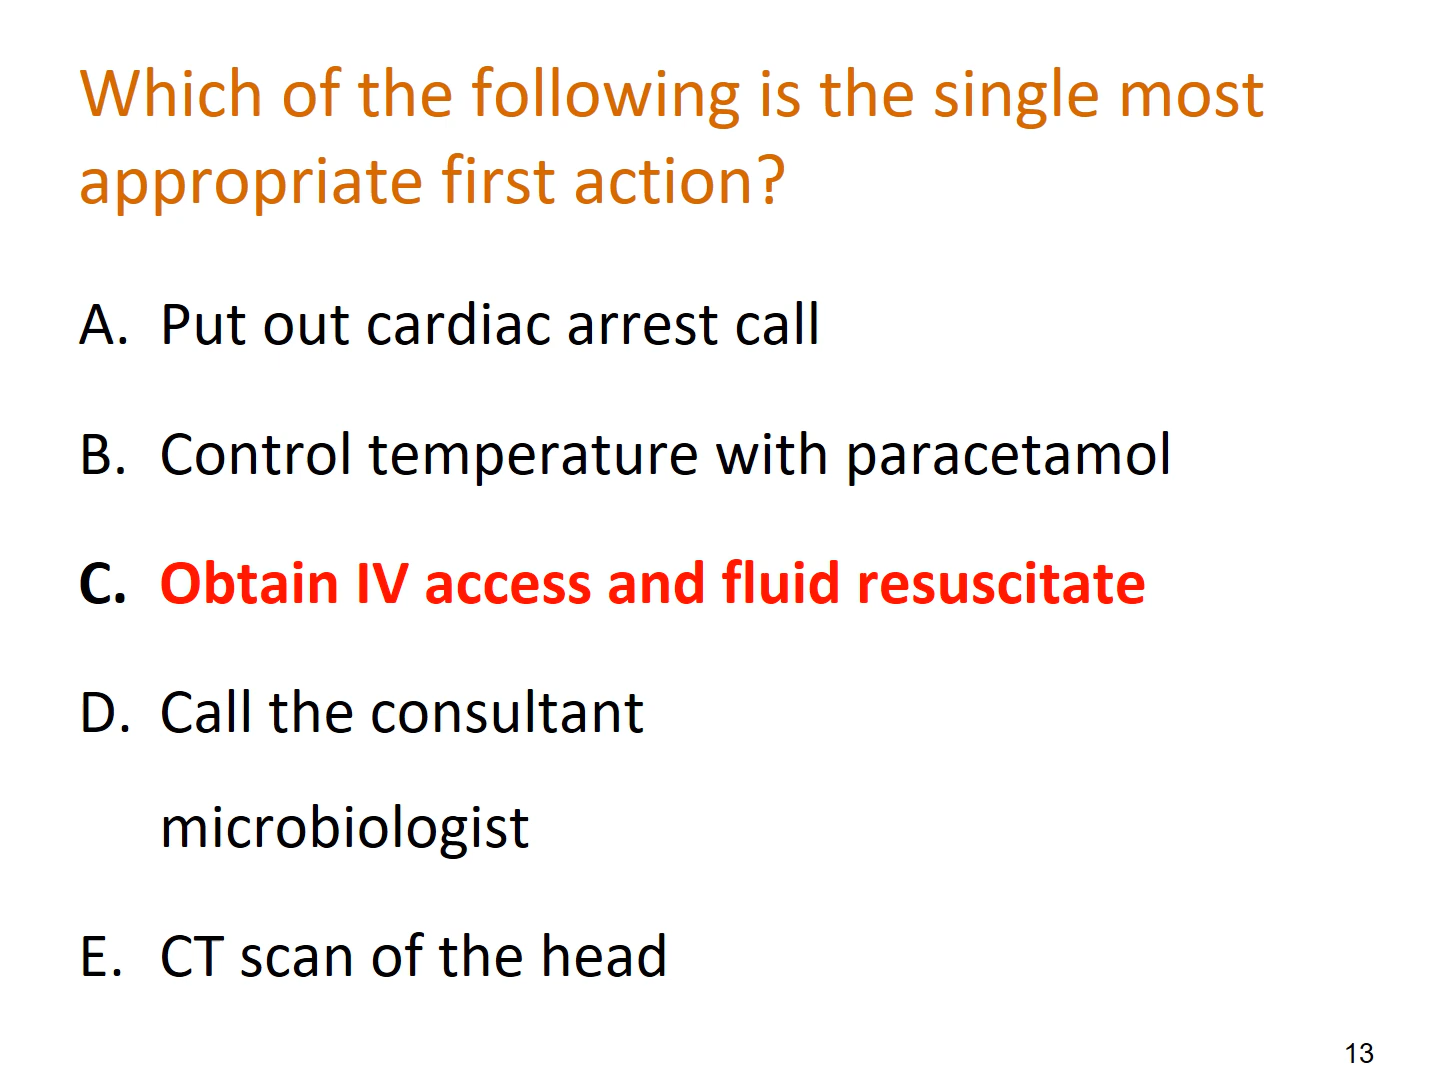 Which of the following is the single most
appropriate first action?
A. Put out cardiac arrest call
B. Control temperature with paracetamol
C. Obtain IV access and fluid resuscitate
D. Call the consultant
microbiologist
E. CT scan of the head
13